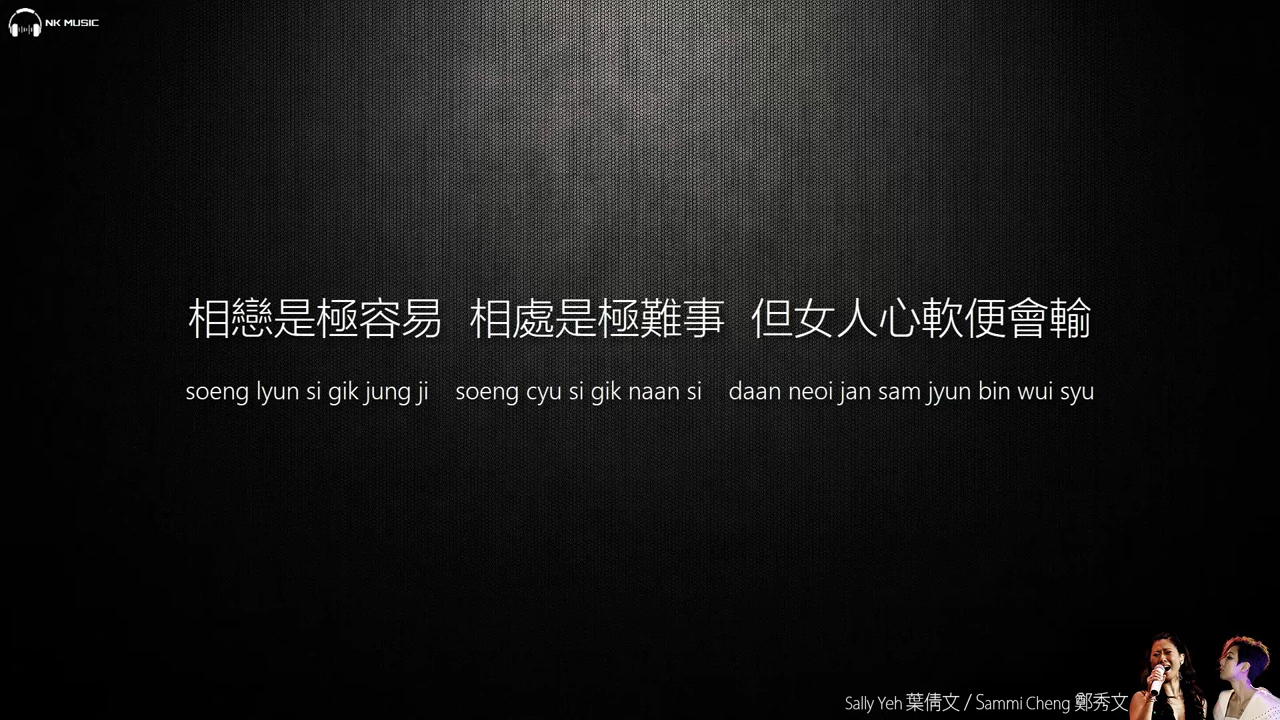 NK MUSIC
相戀是極容易 相處是極難事 但女人心軟便會輸
soeng lyun si gik jung ji soeng cyu si gik naan si daan neoi jan sam jyun bin wui syu
Sally Yeh 葉倩文 / Sammi Cheng 鄭秀文